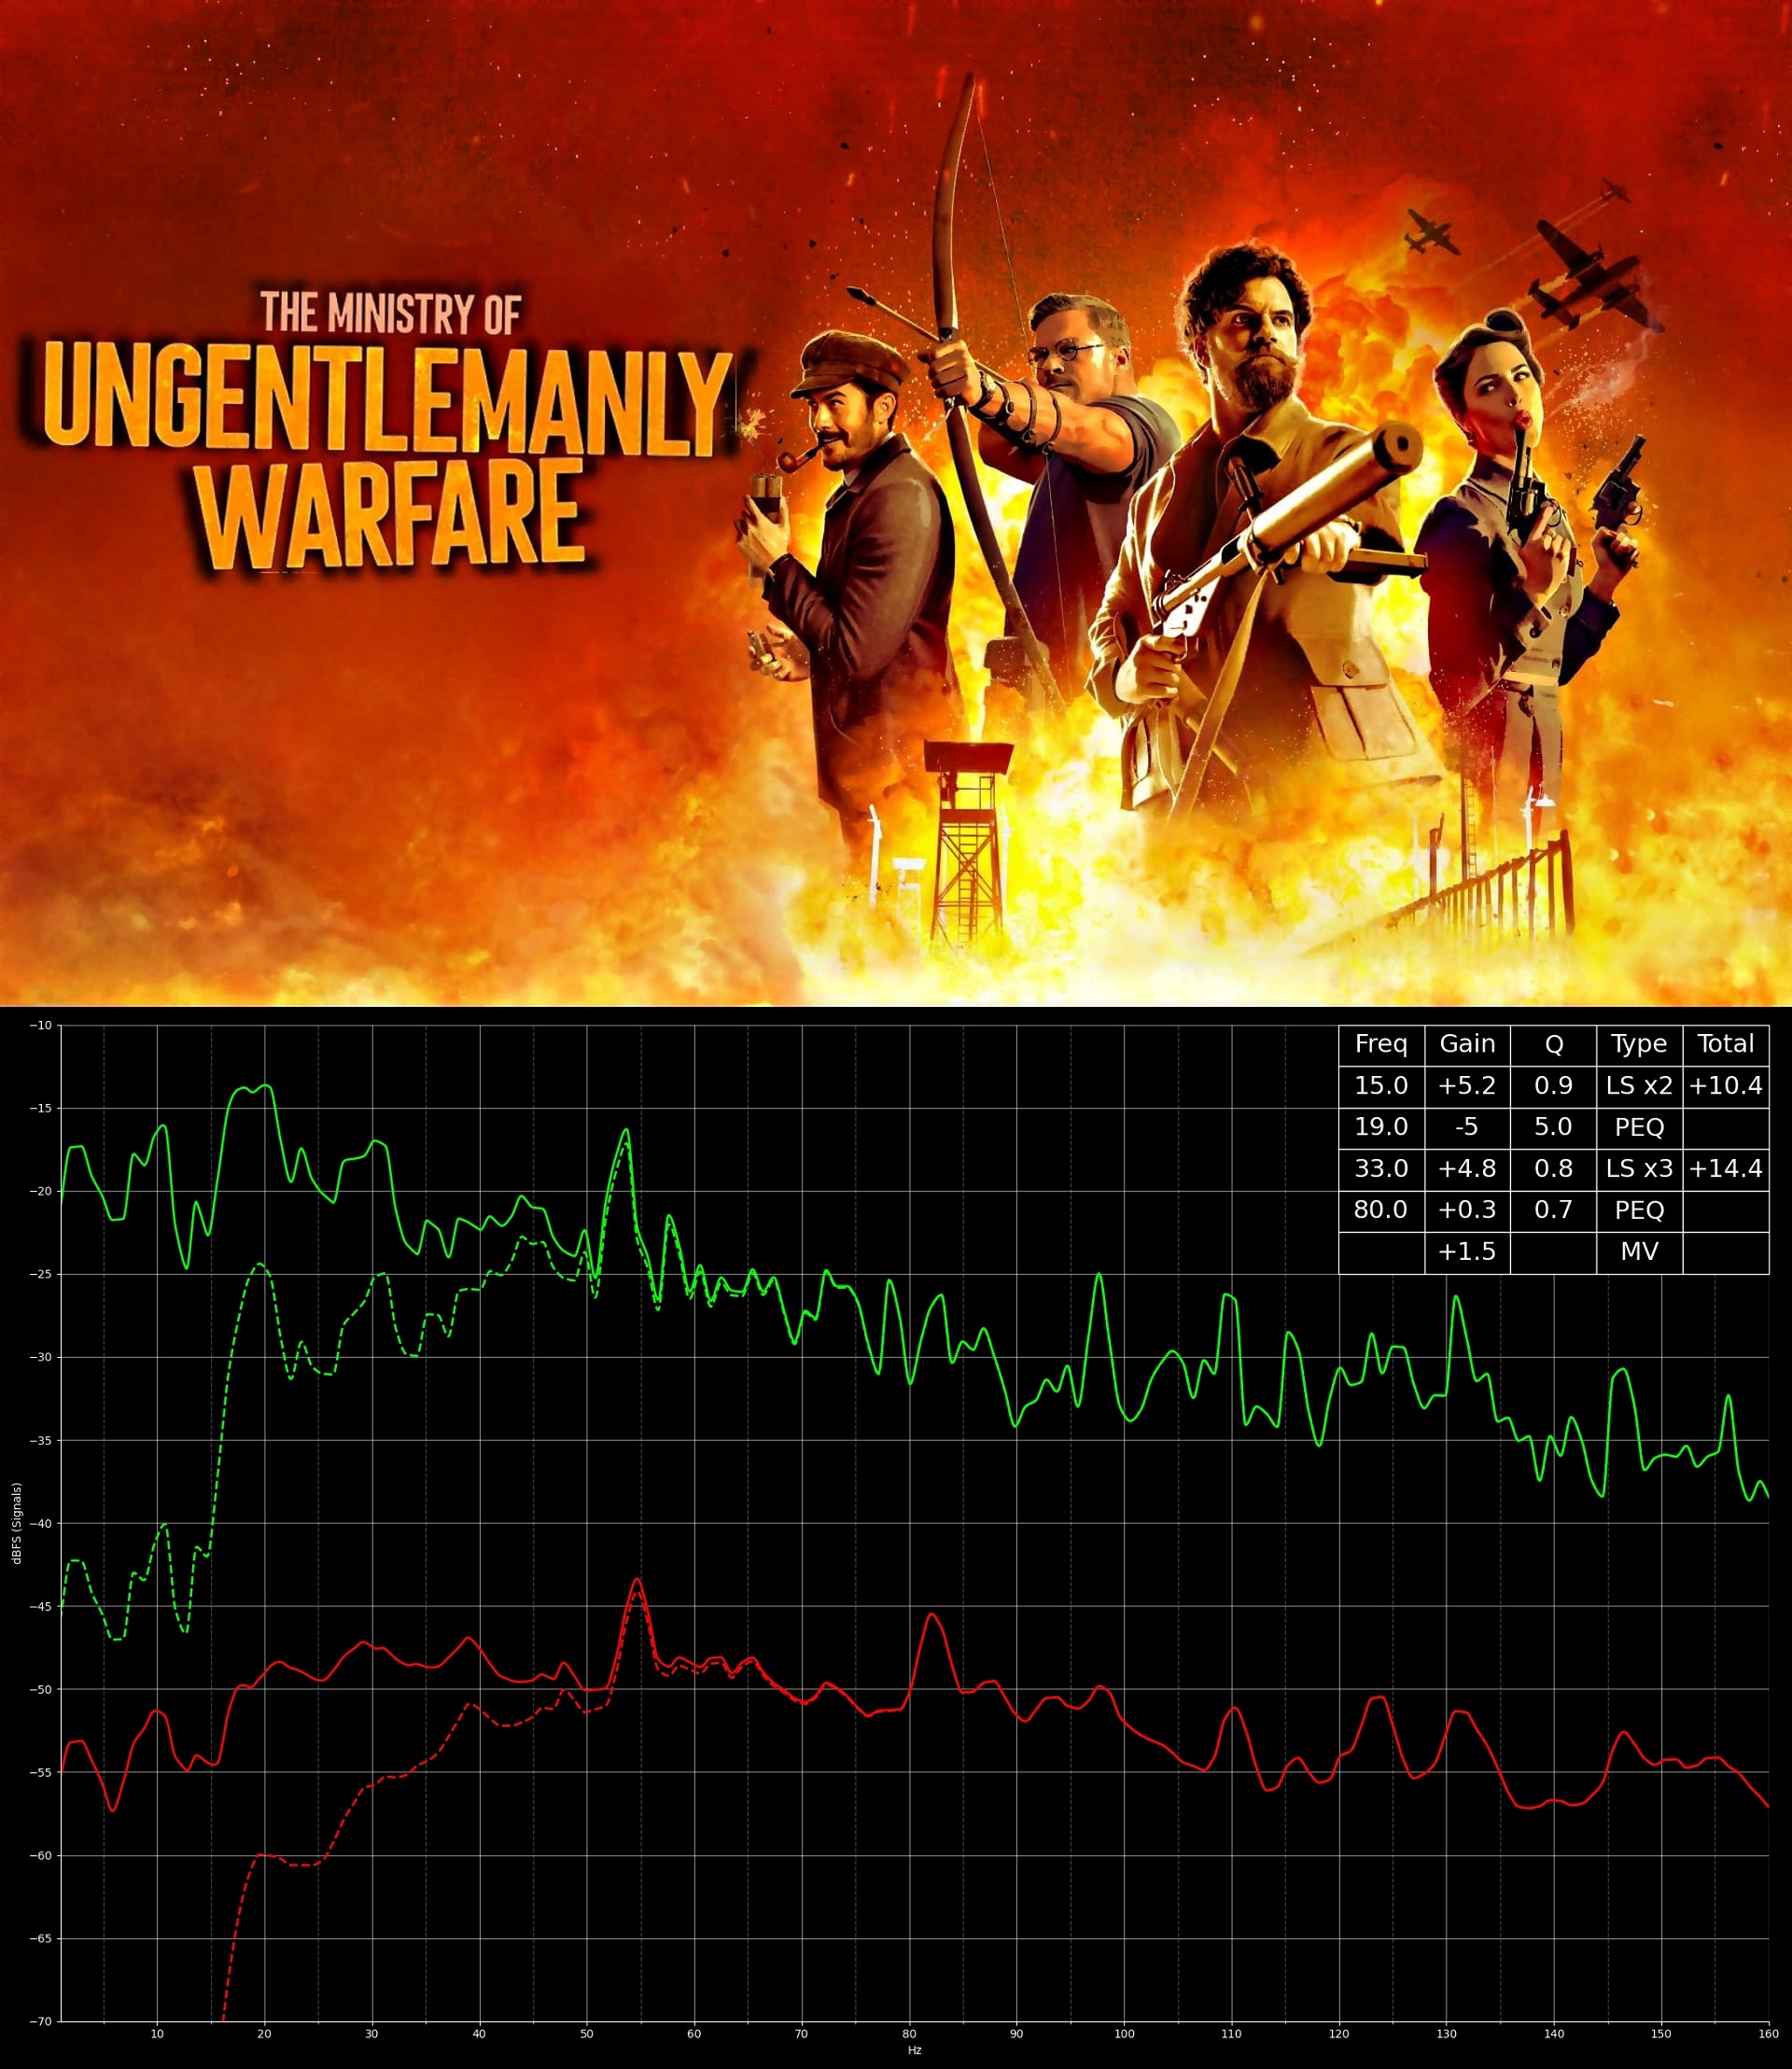 THE MINISTRY OF
UNGENTLEMANLY
WARFARE
Freq Gain Q Type Total
15.0 +5.2 0.9 LS x2 +10.4
19.0 -5 5.0 PEQ
33.0 +4.8 0.8 LS x3 +14.4
80.0 +0.3 0.7 PEQ
+1.5 MV
−10
−15
−20
−25
−30
−35
−40
−45
−50
−55
−60
−65
−70
dBFS (Signals)
10 20 30 40 50 60 70 80 90 100 110 120 130 140 150 160
Hz